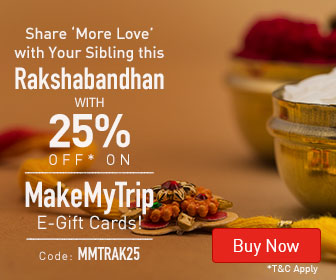 Share ‘More Love’
with Your Sibling this
Rakshabandhan
WITH
25%
OFF* ON
MakeMyTrip
E-Gift Cards!
Code: MMTRAK25
Buy Now
*T&C Apply